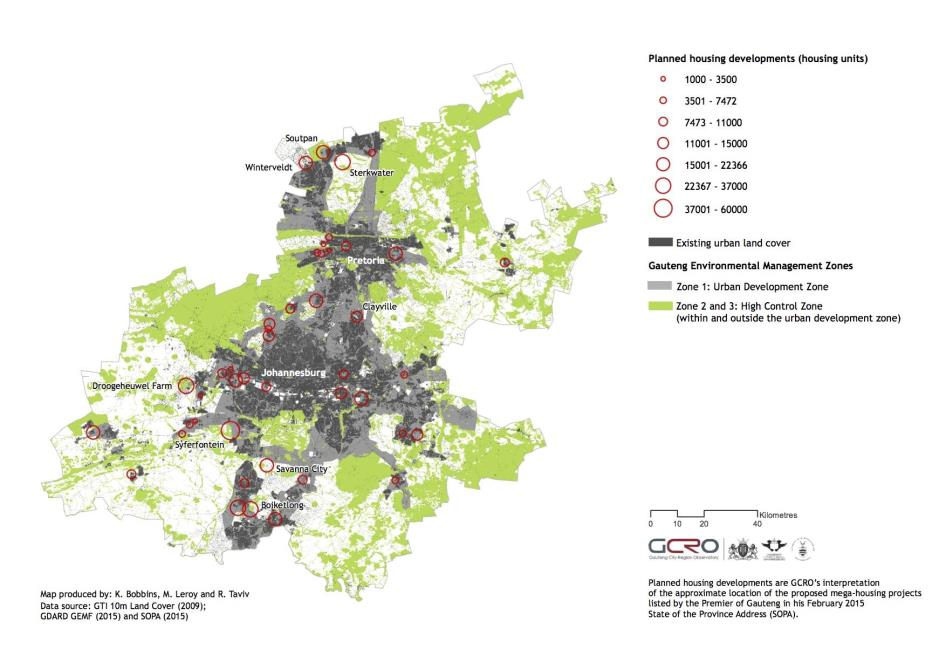 Soutpan
Winterveldt
Sterkwater
Pretoria
Clayville
Johannesburg
Droogeheuwel Farm
Syferfontein
Savanna City
Boiketlong
Planned housing developments (housing units)
1000 - 3500
3501 - 7472
7473 - 11000
11001 - 15000
15001 - 22366
22367 - 37000
37001 - 60000
Existing urban land cover
Gauteng Environmental Management Zones
Zone 1: Urban Development Zone
Zone 2 and 3: High Control Zone
(within and outside the urban development zone)
Kilometres
0 10 20 40
GCRO
Gauteng City-Region Observatory
Planned housing developments are GCRO's interpretation
of the approximate location of the proposed mega-housing projects
listed by the Premier of Gauteng in his February 2015
State of the Province Address (SOPA).
Map produced by: K. Bobbins, M. Leroy and R. Taviv
Data source: GTI 10m Land Cover (2009);
GDARD GEMF (2015) and SOPA (2015)